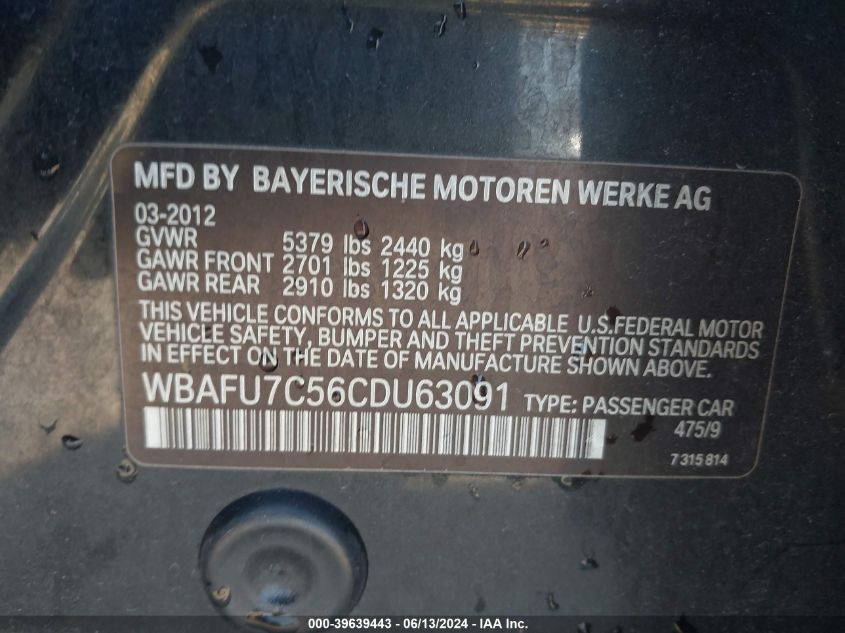 MFD BY BAYERISCHE MOTOREN WERKE AG
03-2012
GVWR 5379 lbs 2440 kg
GAWR FRONT 2701 lbs 1225 kg
GAWR REAR 2910 lbs 1320 kg
THIS VEHICLE CONFORMS TO ALL APPLICABLE U.S.FEDERAL MOTOR
VEHICLE SAFETY, BUMPER AND THEFT PREVENTION STANDARDS
IN EFFECT ON THE DATE OF MANUFACTURE SHOWN ABOVE.
WBAFU7C56CDU63091 TYPE: PASSENGER CAR
475/9
7 315 814
000-39639443 - 06/13/2024 - IAA Inc.